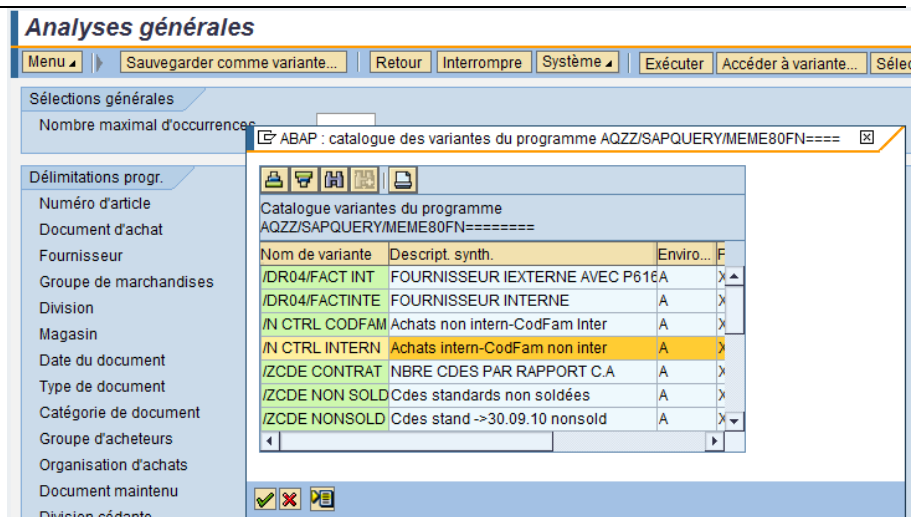 Analyses générales
Menu Sauvegarder comme variante... Retour Interrompre Système Exécuter Accéder à variante... Sélec
Sélections générales
Nombre maximal d'occurrences
ABAP : catalogue des variantes du programme AQZZ/SAPQUERY/MEME80FN====
Délimitations progr.
Numéro d'article
Document d'achat
Fournisseur
Groupe de marchandises
Division
Magasin
Date du document
Type de document
Catégorie de document
Groupe d'acheteurs
Organisation d'achats
Document maintenu
Division cédante
Catalogue variantes du programme
AQZZ/SAPQUERY/MEME80FN========
Nom de variante Descript. synth. Enviro... F
/DR04/FACT INT FOURNISSEUR IEXTERNE AVEC P616 A X
/DR04/FACTINTE FOURNISSEUR INTERNE A X
/N CTRL CODFAM Achats non intern-CodFam Inter A X
/N CTRL INTERN Achats intern-CodFam non inter A X
/ZCDE CONTRAT NBRE CDES PAR RAPPORT C.A A X
/ZCDE NON SOLD Cdes standards non soldées A X
/ZCDE NONSOLD Cdes stand ->30.09.10 nonsold A X